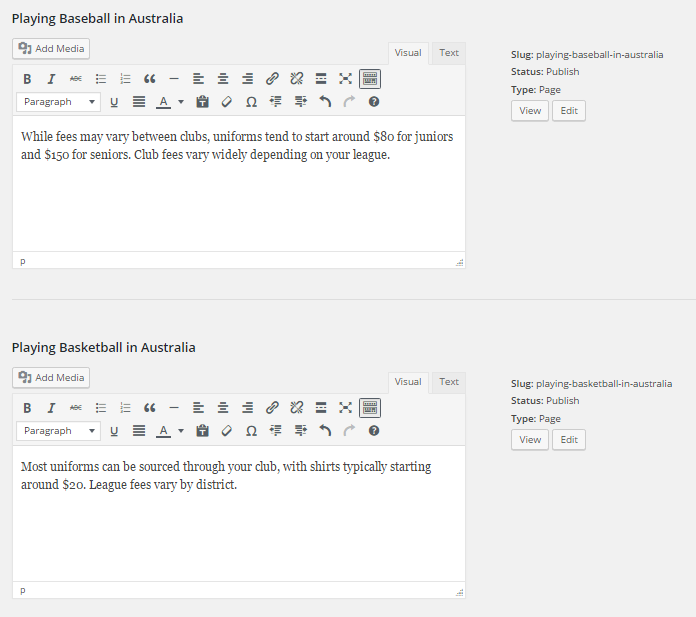 Playing Baseball in Australia
Add Media
Visual Text
B I ABC
Paragraph U A Ω ?
While fees may vary between clubs, uniforms tend to start around $80 for juniors
and $150 for seniors. Club fees vary widely depending on your league.
p
Slug: playing-baseball-in-australia
Status: Publish
Type: Page
View Edit
Playing Basketball in Australia
Add Media
Visual Text
B I ABC
Paragraph U A Ω ?
Most uniforms can be sourced through your club, with shirts typically starting
around $20. League fees vary by district.
p
Slug: playing-basketball-in-australia
Status: Publish
Type: Page
View Edit